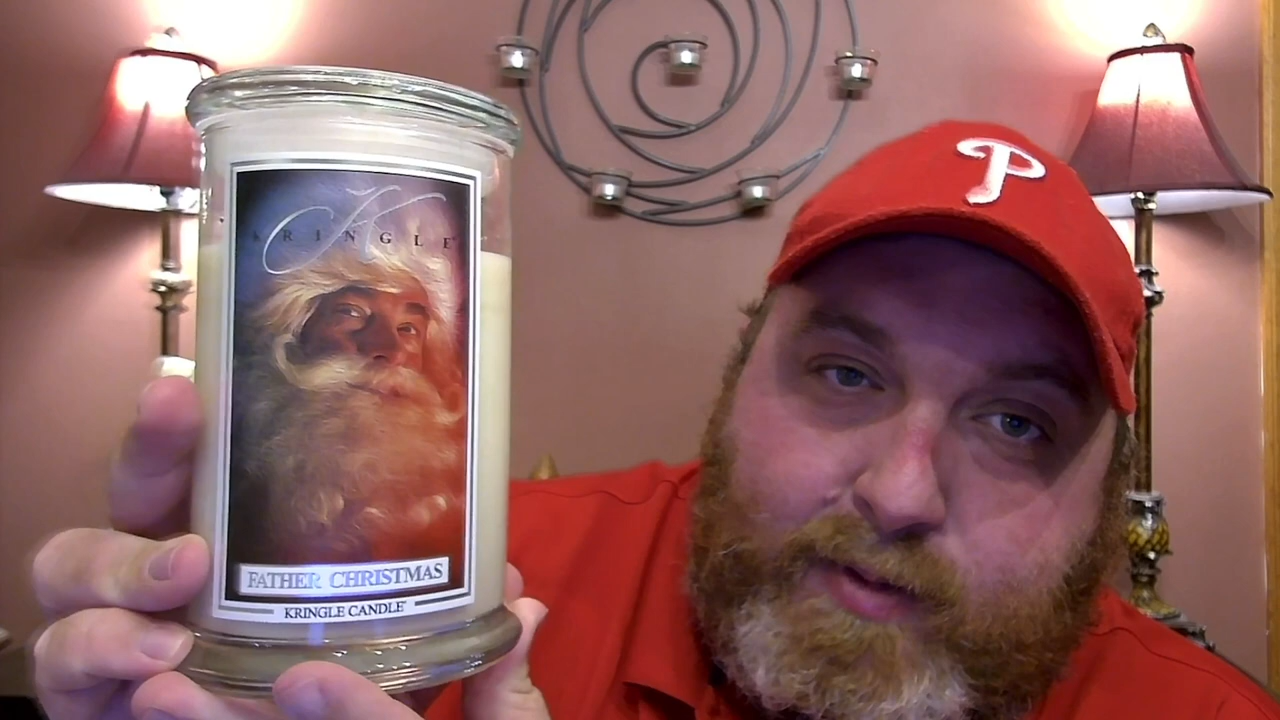 K
KRINGLE®
FATHER CHRISTMAS
KRINGLE CANDLE®
P